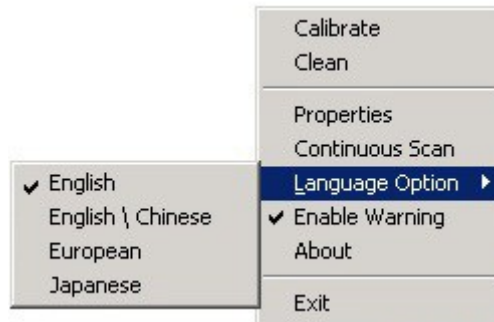 Calibrate
Clean
Properties
Continuous Scan
Language Option
Enable Warning
About
Exit
English
English \ Chinese
European
Japanese